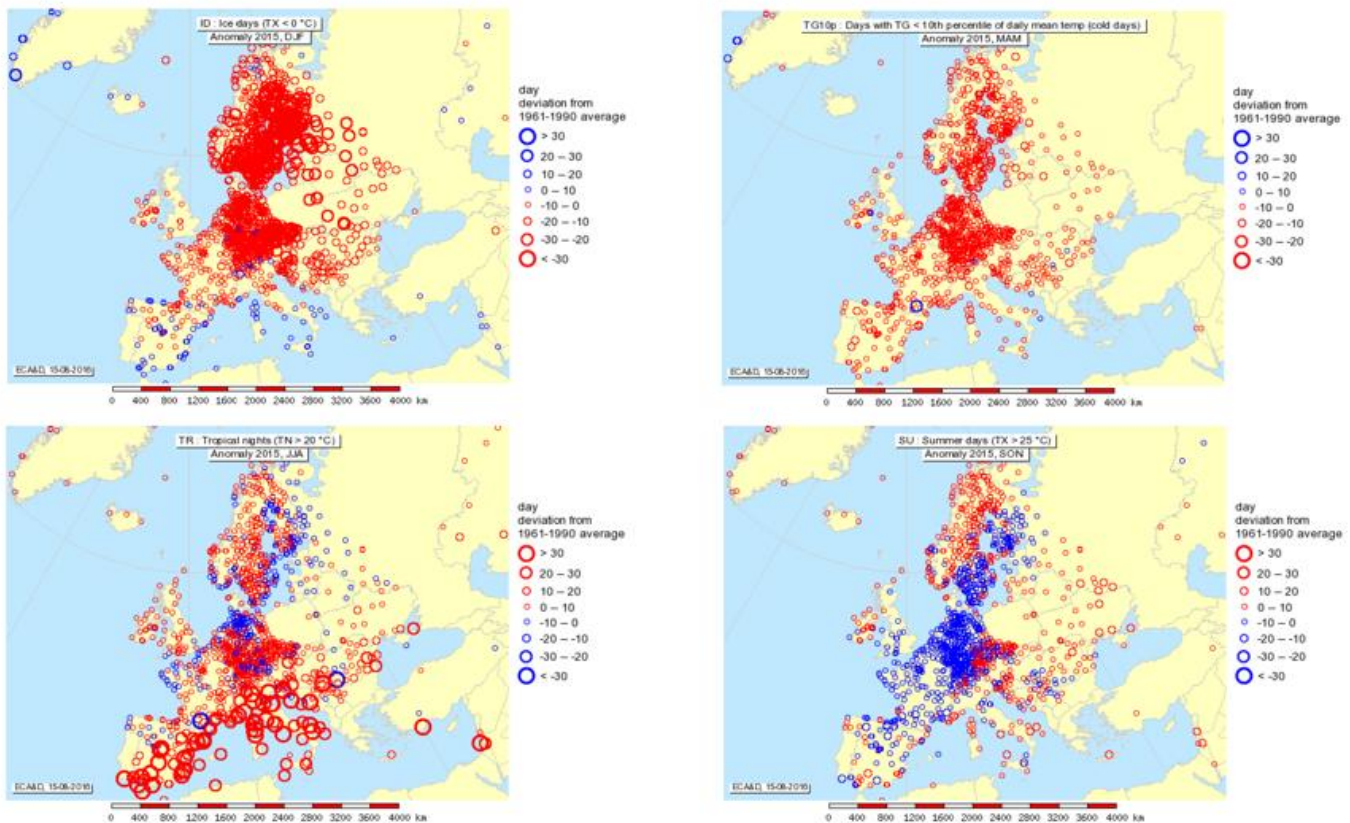 ID : Ice days (TX < 0 °C)
Anomaly 2015, DJF
day
deviation from
1961-1990 average
> 30
20 – 30
10 – 20
0 – 10
-10 – 0
-20 – -10
-30 – -20
< -30
ECA&D, 15-08-2016
0 400 800 1200 1600 2000 2400 2800 3200 3600 4000 km
TG10p : Days with TG < 10th percentile of daily mean temp (cold days)
Anomaly 2015, MAM
day
deviation from
1961-1990 average
> 30
20 – 30
10 – 20
0 – 10
-10 – 0
-20 – -10
-30 – -20
< -30
ECA&D, 15-08-2016
0 400 800 1200 1600 2000 2400 2800 3200 3600 4000 km
TR : Tropical nights (TN > 20 °C)
Anomaly 2015, JJA
day
deviation from
1961-1990 average
> 30
20 – 30
10 – 20
0 – 10
-10 – 0
-20 – -10
-30 – -20
< -30
ECA&D, 15-08-2016
0 400 800 1200 1600 2000 2400 2800 3200 3600 4000 km
SU : Summer days (TX > 25 °C)
Anomaly 2015, SON
day
deviation from
1961-1990 average
> 30
20 – 30
10 – 20
0 – 10
-10 – 0
-20 – -10
-30 – -20
< -30
ECA&D, 15-08-2016
0 400 800 1200 1600 2000 2400 2800 3200 3600 4000 km